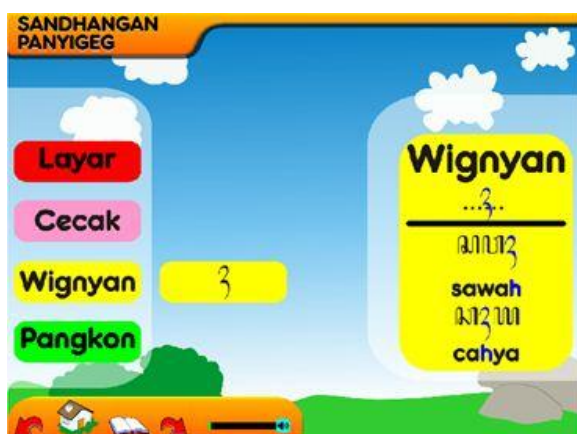 SANDHANGAN
PANYIGEG
Layar
Cecak
Wignyan
ꦃ
Pangkon
Wignyan
...ꦃ..
ꦱꦮꦃ
sawah
ꦕꦃꦪ
cahya